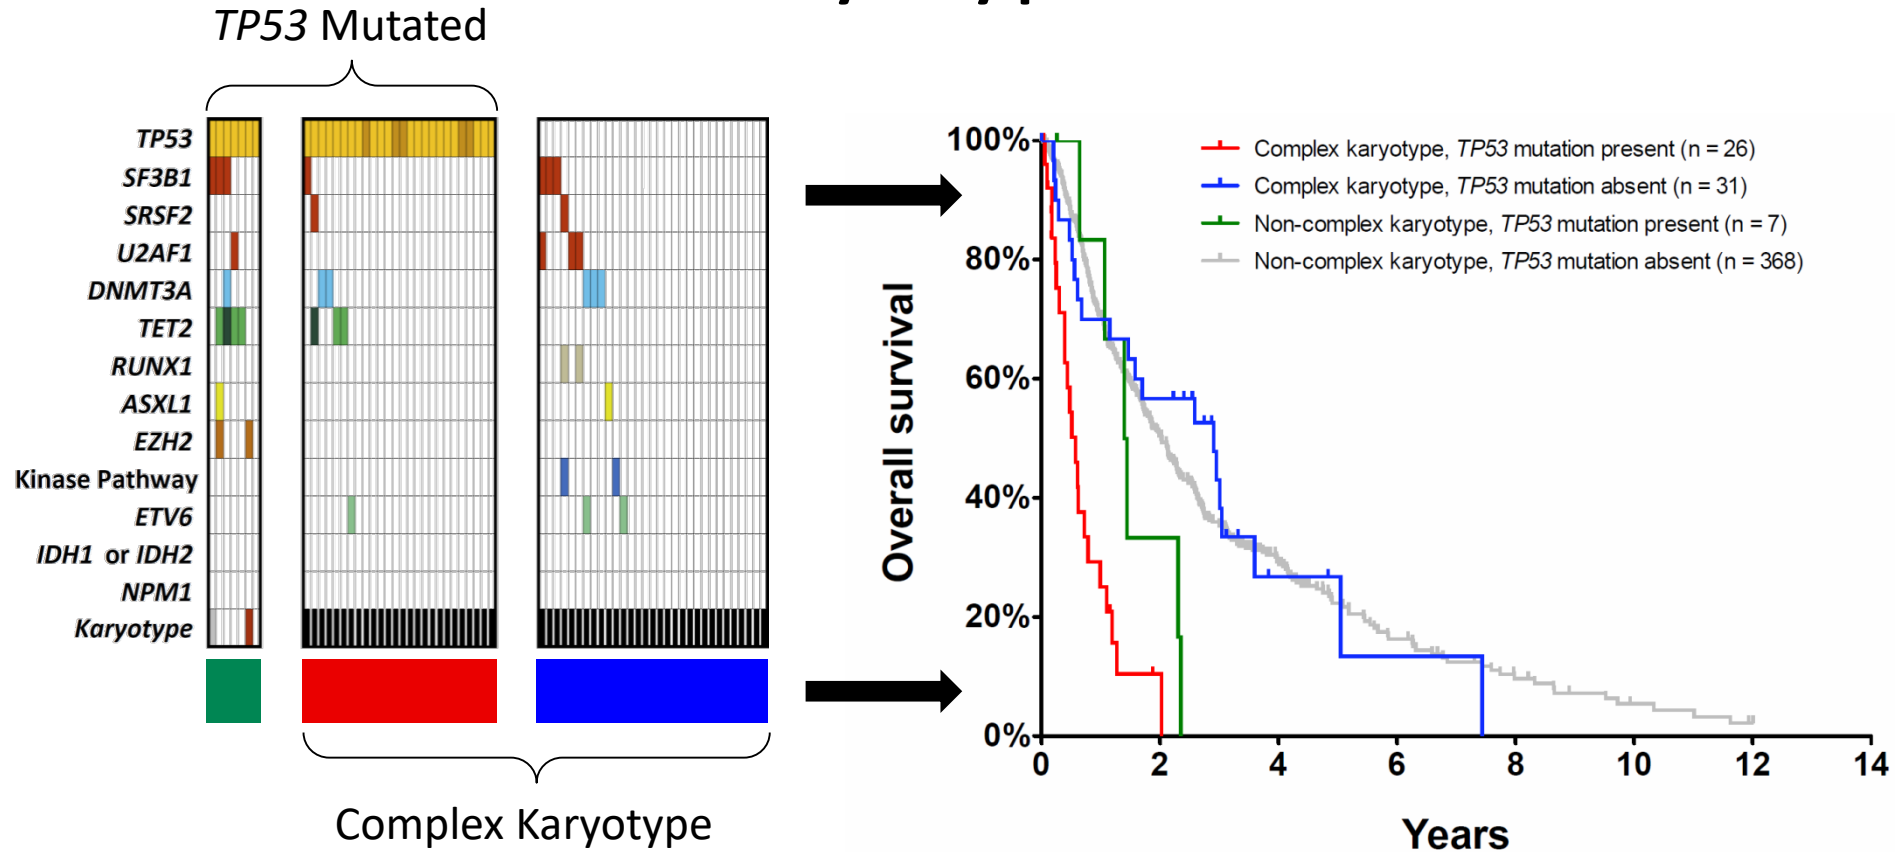 TP53 Mutated
TP53
SF3B1
SRSF2
U2AF1
DNMT3A
TET2
RUNX1
ASXL1
EZH2
Kinase Pathway
ETV6
IDH1 or IDH2
NPM1
Karyotype
Complex Karyotype
Overall survival
100%
80%
60%
40%
20%
0%
Complex karyotype, TP53 mutation present (n = 26)
Complex karyotype, TP53 mutation absent (n = 31)
Non-complex karyotype, TP53 mutation present (n = 7)
Non-complex karyotype, TP53 mutation absent (n = 368)
0 2 4 6 8 10 12 14
Years